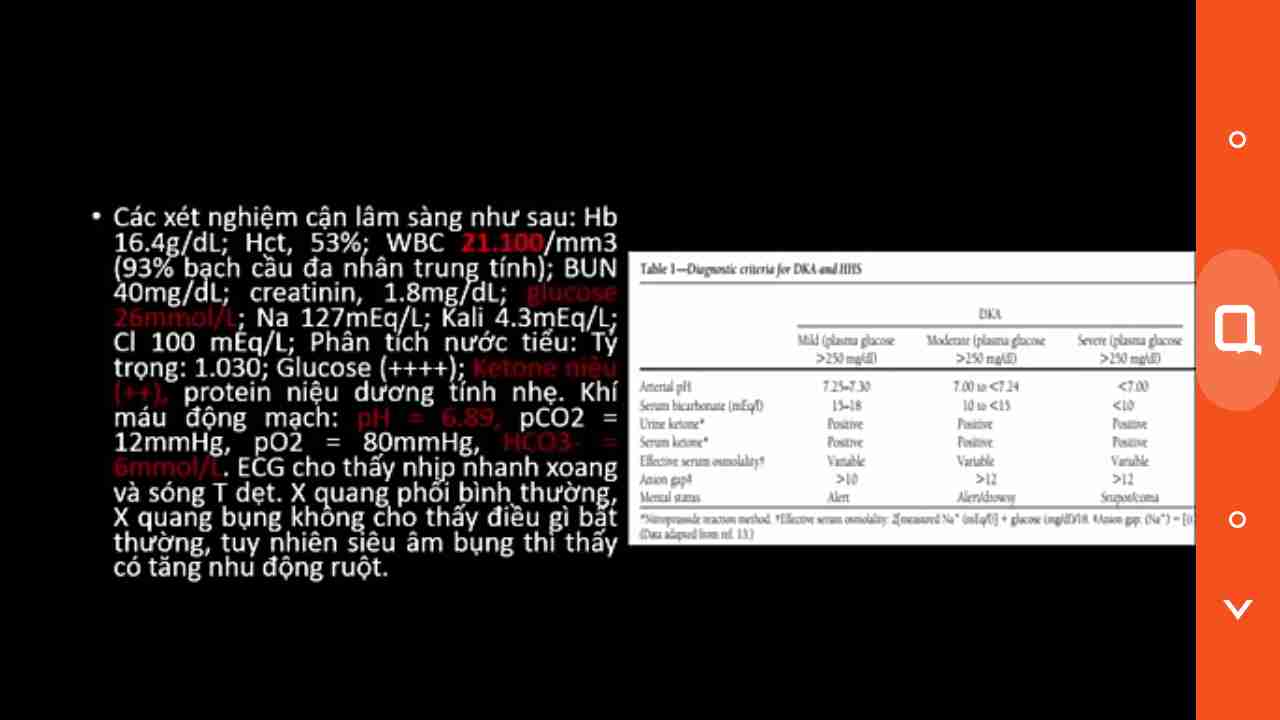 • Các xét nghiệm cận lâm sàng như sau: Hb
16.4g/dL; Hct, 53%; WBC 21.100/mm3
(93% bạch cầu đa nhân trung tính); BUN
40mg/dL; creatinin, 1.8mg/dL; glucose
26mmol/L; Na 127mEq/L; Kali 4.3mEq/L;
Cl 100 mEq/L; Phân tích nước tiểu: Tỷ
trọng: 1.030; Glucose (++++); Ketone niệu
(++), protein niệu dương tính nhẹ. Khí
máu động mạch: pH = 6.89, pCO2 =
12mmHg, pO2 = 80mmHg, HCO3- =
6mmol/L. ECG cho thấy nhịp nhanh xoang
và sóng T dẹt. X quang phổi bình thường,
X quang bụng không cho thấy điều gì bất
thường, tuy nhiên siêu âm bụng thì thấy
có tăng nhu động ruột.
Table 1—Diagnostic criteria for DKA and HHS
DKA
Mild (plasma glucose Moderate (plasma glucose Severe (plasma glucose
>250 mg/dl) >250 mg/dl) >250 mg/dl)
Arterial pH 7.25–7.30 7.00 to <7.24 <7.00
Serum bicarbonate (mEq/l) 15–18 10 to <15 <10
Urine ketone* Positive Positive Positive
Serum ketone* Positive Positive Positive
Effective serum osmolality† Variable Variable Variable
Anion gap‡ >10 >12 >12
Mental status Alert Alert/drowsy Stupor/coma
*Nitroprusside reaction method. †Effective serum osmolality: 2[measured Na⁺ (mEq/l)] + glucose (mg/dl)/18. ‡Anion gap: (Na⁺) − [(
(Data adapted from ref. 13.)